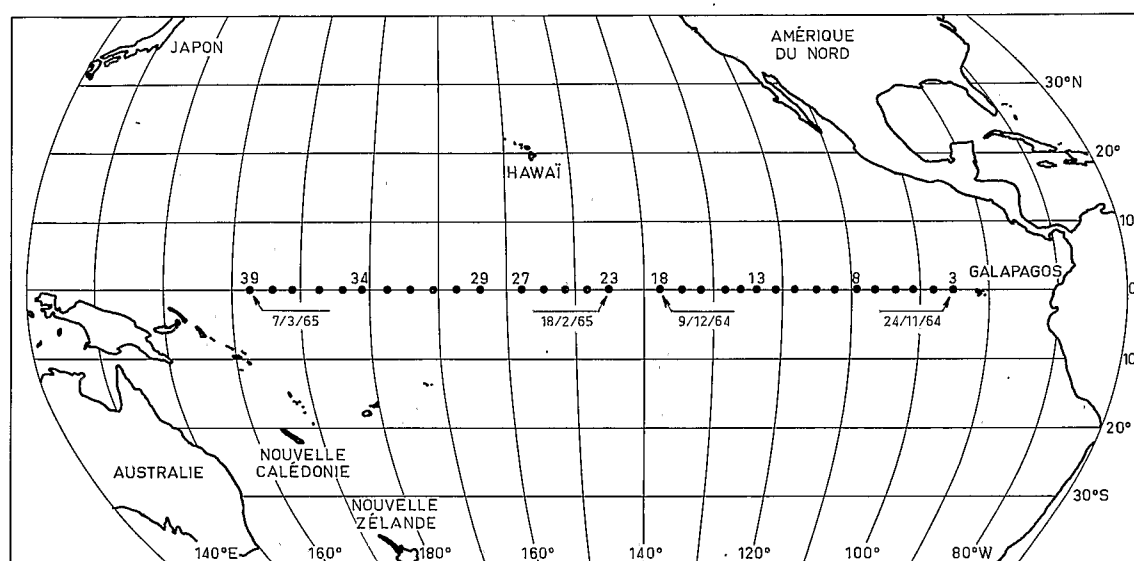 JAPON
AMÉRIQUE
DU NORD
30°N
20°
HAWAÏ
10
GALAPAGOS
39
34
29
27
23
18
13
8
3
0
7/3/65
18/2/65
9/12/64
24/11/64
10
20°
AUSTRALIE
NOUVELLE
CALÉDONIE
30°S
NOUVELLE
ZÉLANDE
140°E
160°
180°
160°
140°
120°
100°
80°W